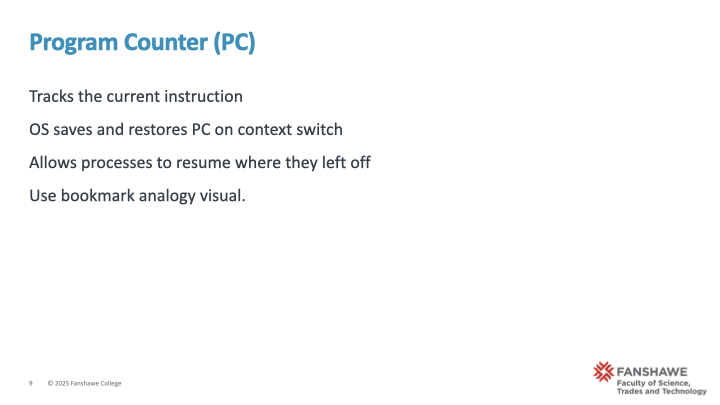 Program Counter (PC)
Tracks the current instruction
OS saves and restores PC on context switch
Allows processes to resume where they left off
Use bookmark analogy visual.
9 © 2025 Fanshawe College
FANSHAWE
Faculty of Science,
Trades and Technology